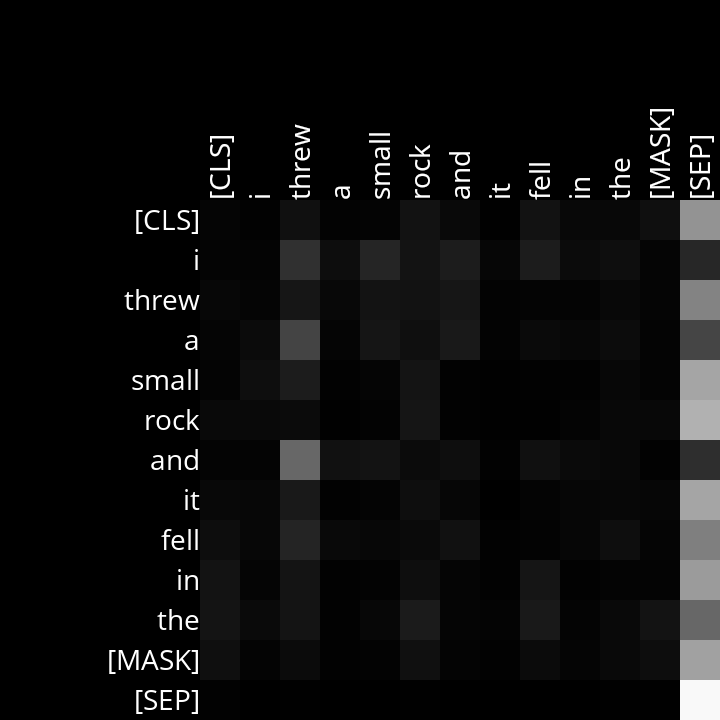 [CLS] i threw a small rock and it fell in the [MASK] [SEP]
[CLS]
i
threw
a
small
rock
and
it
fell
in
the
[MASK]
[SEP]